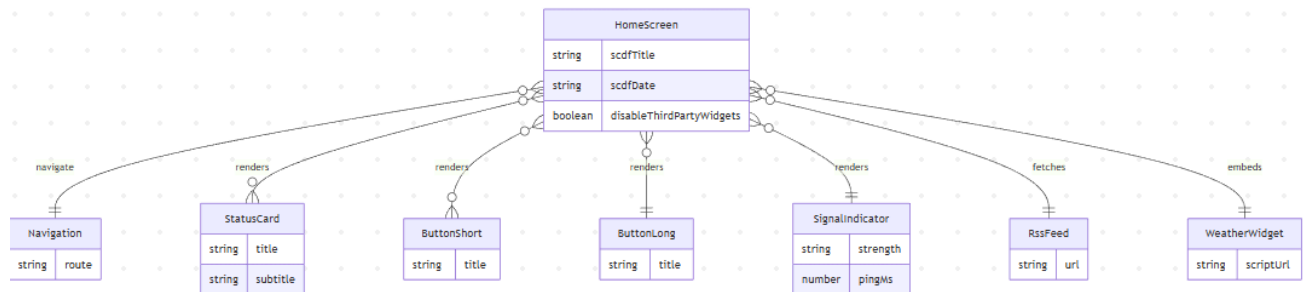 HomeScreen
string scdfTitle
string scdfDate
boolean disableThirdPartyWidgets
navigate renders renders renders renders fetches embeds
Navigation
string route
StatusCard
string title
string subtitle
ButtonShort
string title
ButtonLong
string title
SignalIndicator
string strength
number pingMs
RssFeed
string url
WeatherWidget
string scriptUrl